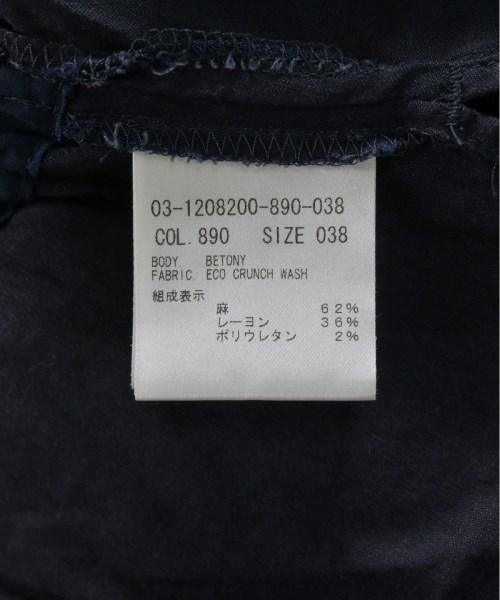 03-1208200-890-038
COL. 890 SIZE 038
BODY. BETONY
FABRIC. ECO CRUNCH WASH
組成表示
麻 62%
レーヨン 36%
ポリウレタン 2%